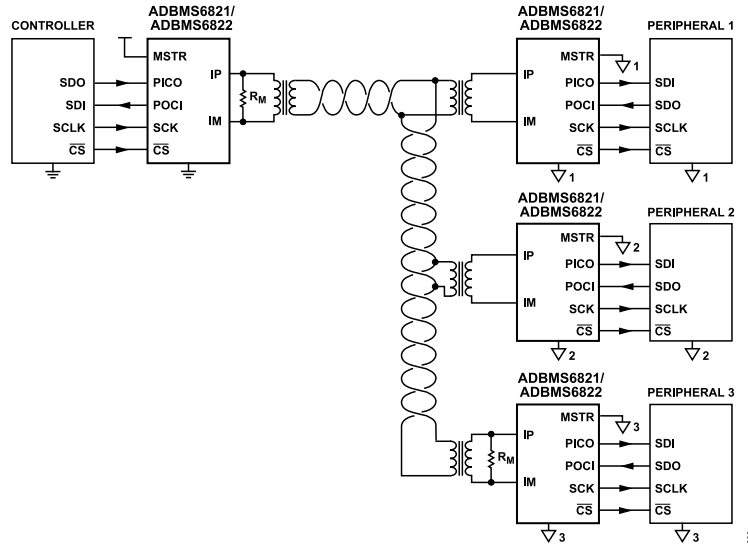 CONTROLLER
SDO
SDI
SCLK
CS
ADBMS6821/
ADBMS6822
MSTR
PICO
POCI
SCK
CS
IP
IM
RM
ADBMS6821/
ADBMS6822
IP
IM
MSTR
PICO
POCI
SCK
CS
1
1
PERIPHERAL 1
SDI
SDO
SCLK
CS
1
ADBMS6821/
ADBMS6822
IP
IM
MSTR
PICO
POCI
SCK
CS
2
2
PERIPHERAL 2
SDI
SDO
SCLK
CS
2
ADBMS6821/
ADBMS6822
RM
IP
IM
MSTR
PICO
POCI
SCK
CS
3
3
PERIPHERAL 3
SDI
SDO
SCLK
CS
3